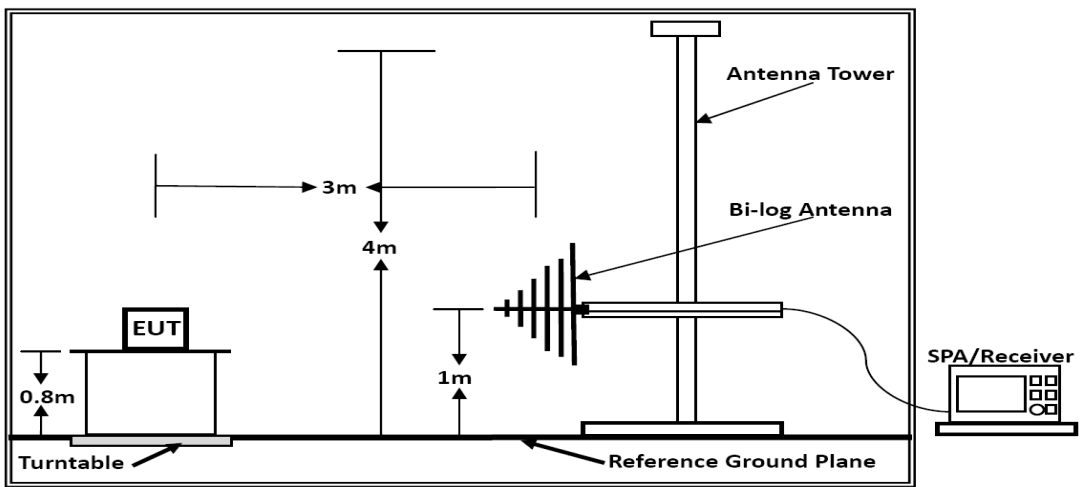 Antenna Tower
3m
Bi-log Antenna
4m
EUT
SPA/Receiver
1m
0.8m
Turntable
Reference Ground Plane